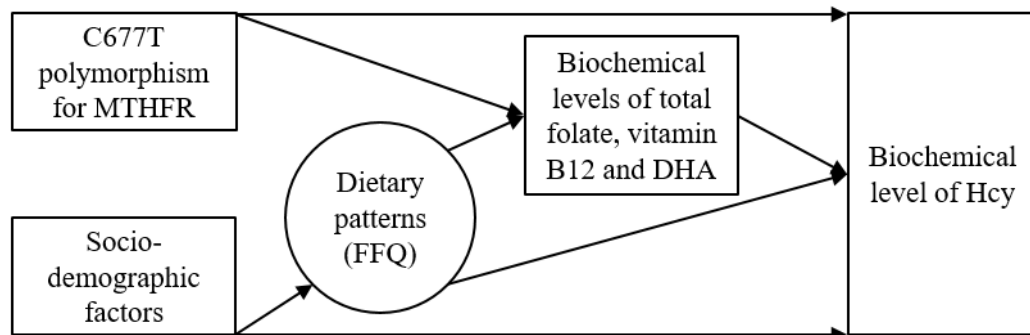 C677T
polymorphism
for MTHFR
Biochemical
levels of total
folate, vitamin
B12 and DHA
Biochemical
level of Hcy
Dietary
patterns
(FFQ)
Socio-
demographic
factors